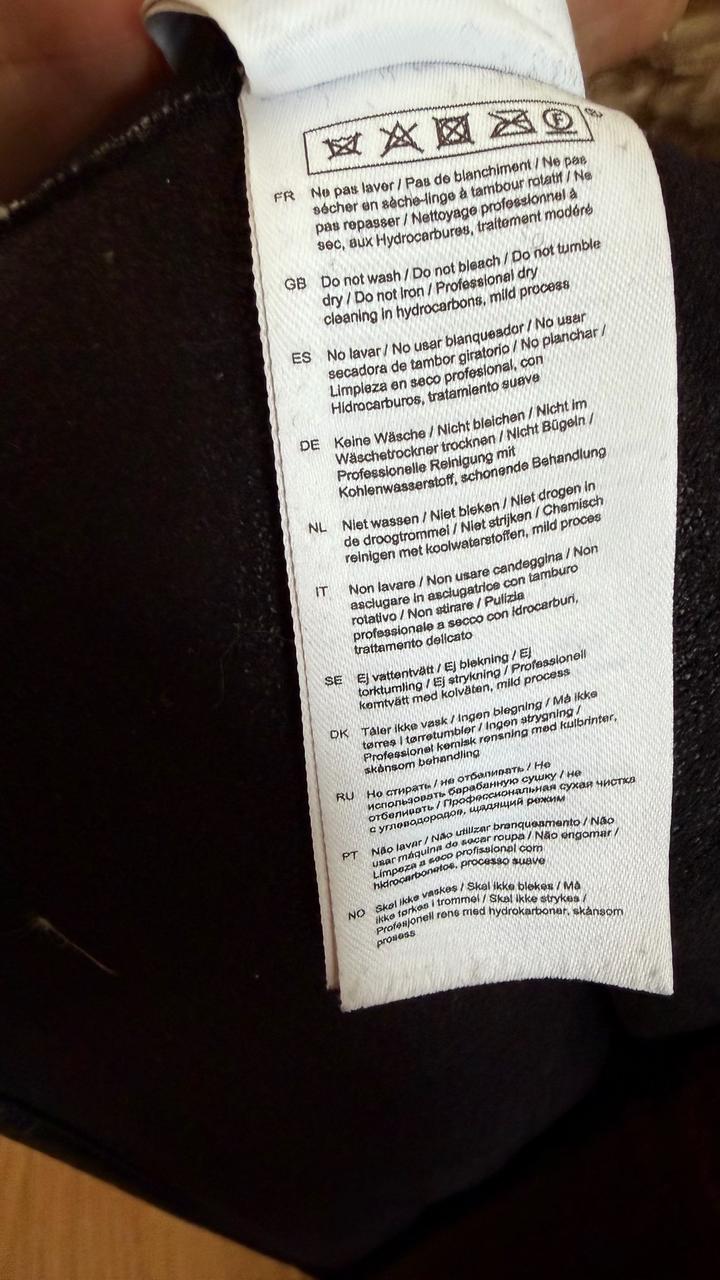 F
FR Ne pas laver / Pas de blanchiment / Ne pas
sécher en sèche-linge à tambour rotatif / Ne
pas repasser / Nettoyage professionnel à
sec, aux Hydrocarbures, traitement modéré
GB Do not wash / Do not bleach / Do not tumble
dry / Do not iron / Professional dry
cleaning in hydrocarbons, mild process
ES No lavar / No usar blanqueador / No usar
secadora de tambor giratorio / No planchar /
Limpieza en seco profesional, con
Hidrocarburos, tratamiento suave
DE Keine Wäsche / Nicht bleichen / Nicht im
Wäschetrockner trocknen / Nicht Bügeln /
Professionelle Reinigung mit
Kohlenwasserstoff, schonende Behandlung
NL Niet wassen / Niet bleken / Niet drogen in
de droogtrommel / Niet strijken / Chemisch
reinigen met koolwaterstoffen, mild proces
IT Non lavare / Non usare candeggina / Non
asciugare in asciugatrice con tamburo
rotativo / Non stirare / Pulizia
professionale a secco con idrocarburi,
trattamento delicato
SE Ej vattentvätt / Ej blekning / Ej
torktumling / Ej strykning / Professionell
kemtvätt med kolväten, mild process
DK Tåler ikke vask / Ingen blegning / Må ikke
tørres i tørretumbler / Ingen strygning /
Professionel kemisk rensning med kulbrinter,
skånsom behandling
RU Не стирать / не отбеливать / Не
использовать барабанную сушку / не
отбеливать / Профессиональная сухая чистка
с углеводородов, щадящий режим
PT Não lavar / Não utilizar branqueamento / Não
usar máquina de secar roupa / Não engomar /
Limpeza a seco profissional com
hidrocarbonetos, processo suave
NO Skal ikke vaskes / Skal ikke blekes / Må
ikke tørkes i trommel / Skal ikke strykes /
Profesjonell rens med hydrokarboner, skånsom
prosess